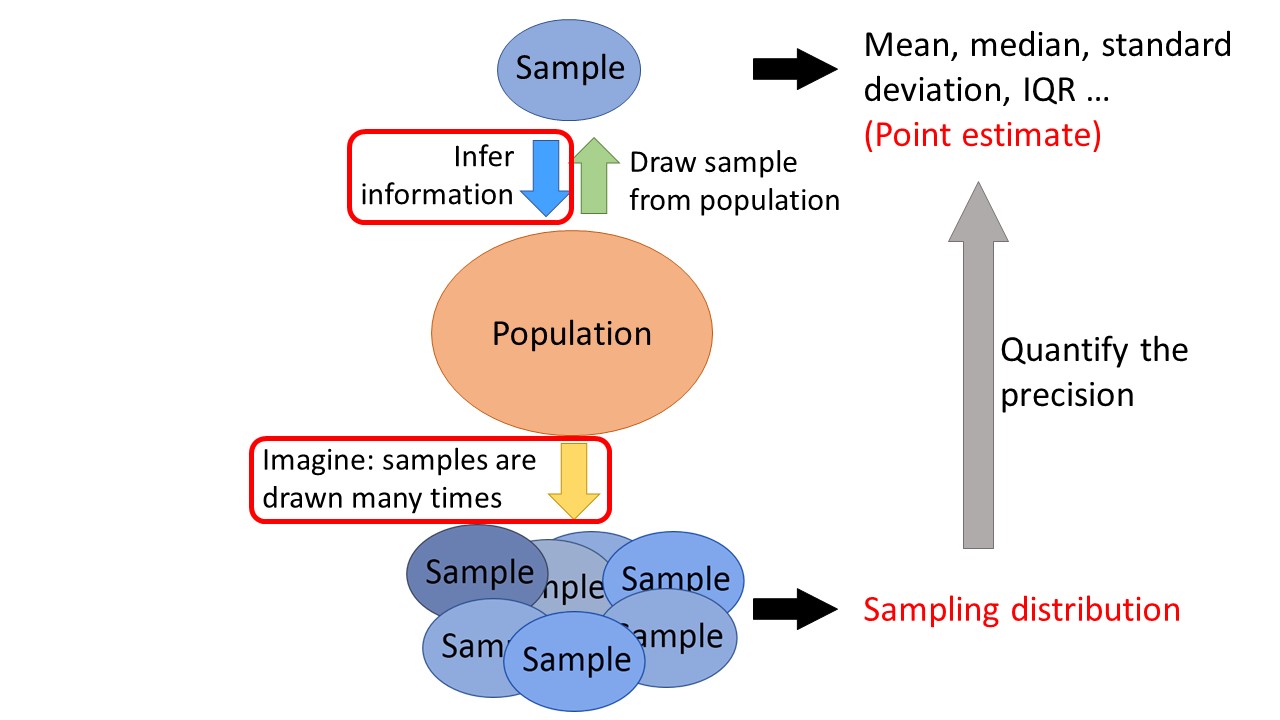 Sample
Mean, median, standard
deviation, IQR …
(Point estimate)
Infer
information
Draw sample
from population
Population
Quantify the
precision
Imagine: samples are
drawn many times
Sample
mple
Sample
Sam
ample
Sample
Sampling distribution